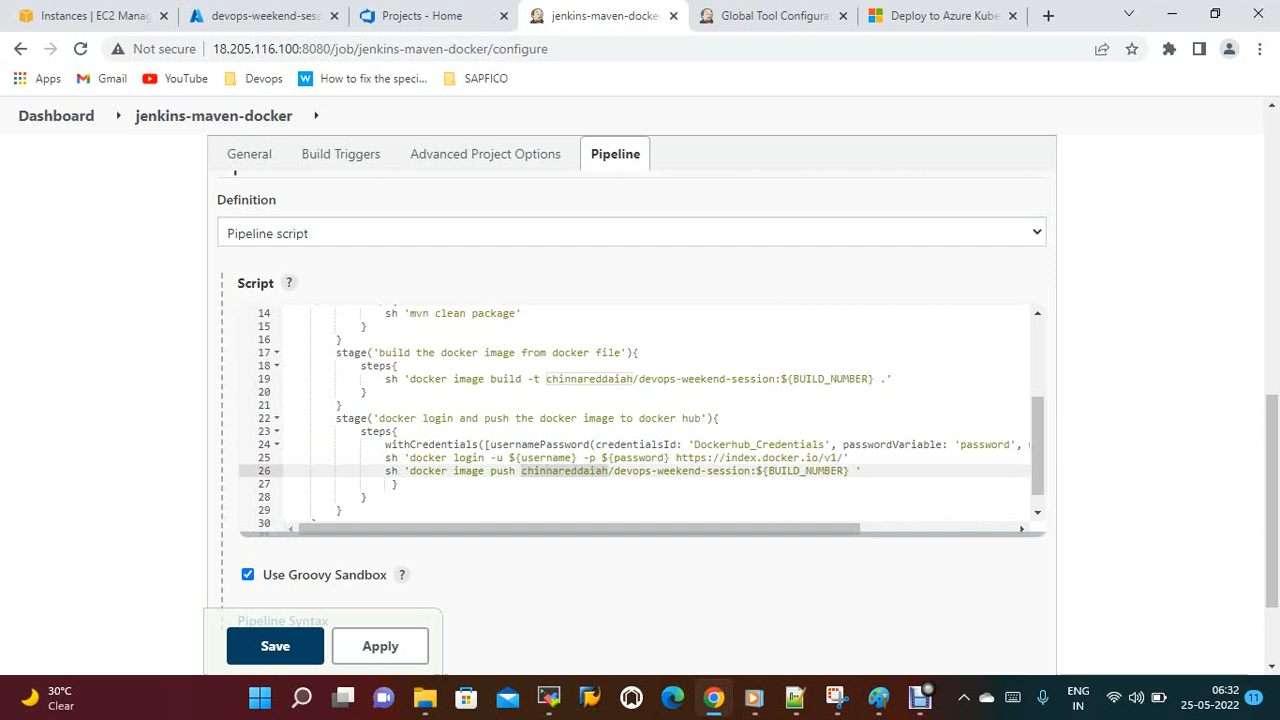 Instances | EC2 Manag
devops-weekend-sess
Projects - Home
jenkins-maven-docke
Global Tool Configura
Deploy to Azure Kube
Not secure
18.205.116.100:8080/job/jenkins-maven-docker/configure
Apps
Gmail
YouTube
Devops
How to fix the speci...
SAPFICO
Dashboard
jenkins-maven-docker
General
Build Triggers
Advanced Project Options
Pipeline
Definition
Pipeline script
Script ?
14 sh 'mvn clean package'
15 }
16 }
17 stage('build the docker image from docker file'){
18 steps{
19 sh 'docker image build -t chinnareddaiah/devops-weekend-session:${BUILD_NUMBER} .'
20 }
21 }
22 stage('docker login and push the docker image to docker hub'){
23 steps{
24 withCredentials([usernamePassword(credentialsId: 'Dockerhub_Credentials', passwordVariable: 'password',
25 sh 'docker login -u ${username} -p ${password} https://index.docker.io/v1/'
26 sh 'docker image push chinnareddaiah/devops-weekend-session:${BUILD_NUMBER} '
27 }
28 }
29 }
30
Use Groovy Sandbox ?
Pipeline Syntax
Save
Apply
30°C
Clear
ENG
IN
06:32
25-05-2022
11